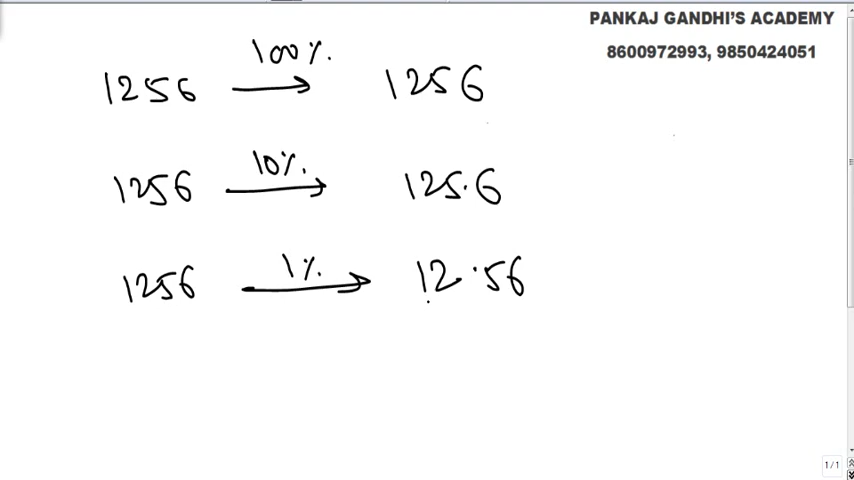 PANKAJ GANDHI'S ACADEMY
8600972993, 9850424051
100%.
1256 → 1256
10%.
1256 → 125.6
1%.
1256 → 12.56
1/1